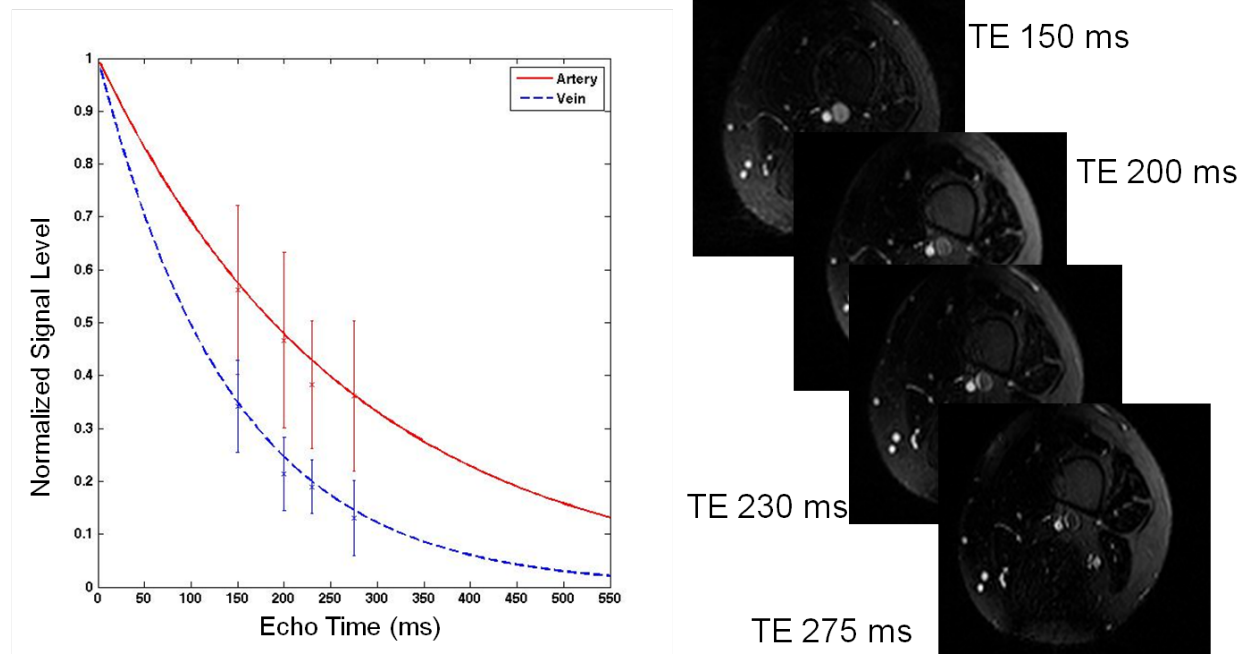 Normalized Signal Level
1
0.9
0.8
0.7
0.6
0.5
0.4
0.3
0.2
0.1
0
Artery
Vein
0 50 100 150 200 250 300 350 400 450 500 550
Echo Time (ms)
TE 150 ms
TE 200 ms
TE 230 ms
TE 275 ms